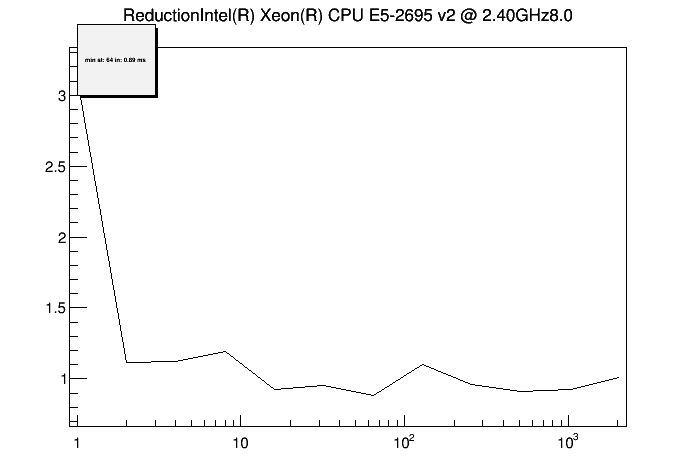 ReductionIntel(R) Xeon(R) CPU E5-2695 v2 @ 2.40GHz8.0
min at: 64 in: 0.89 ms
3
2.5
2
1.5
1
1 10 10² 10³